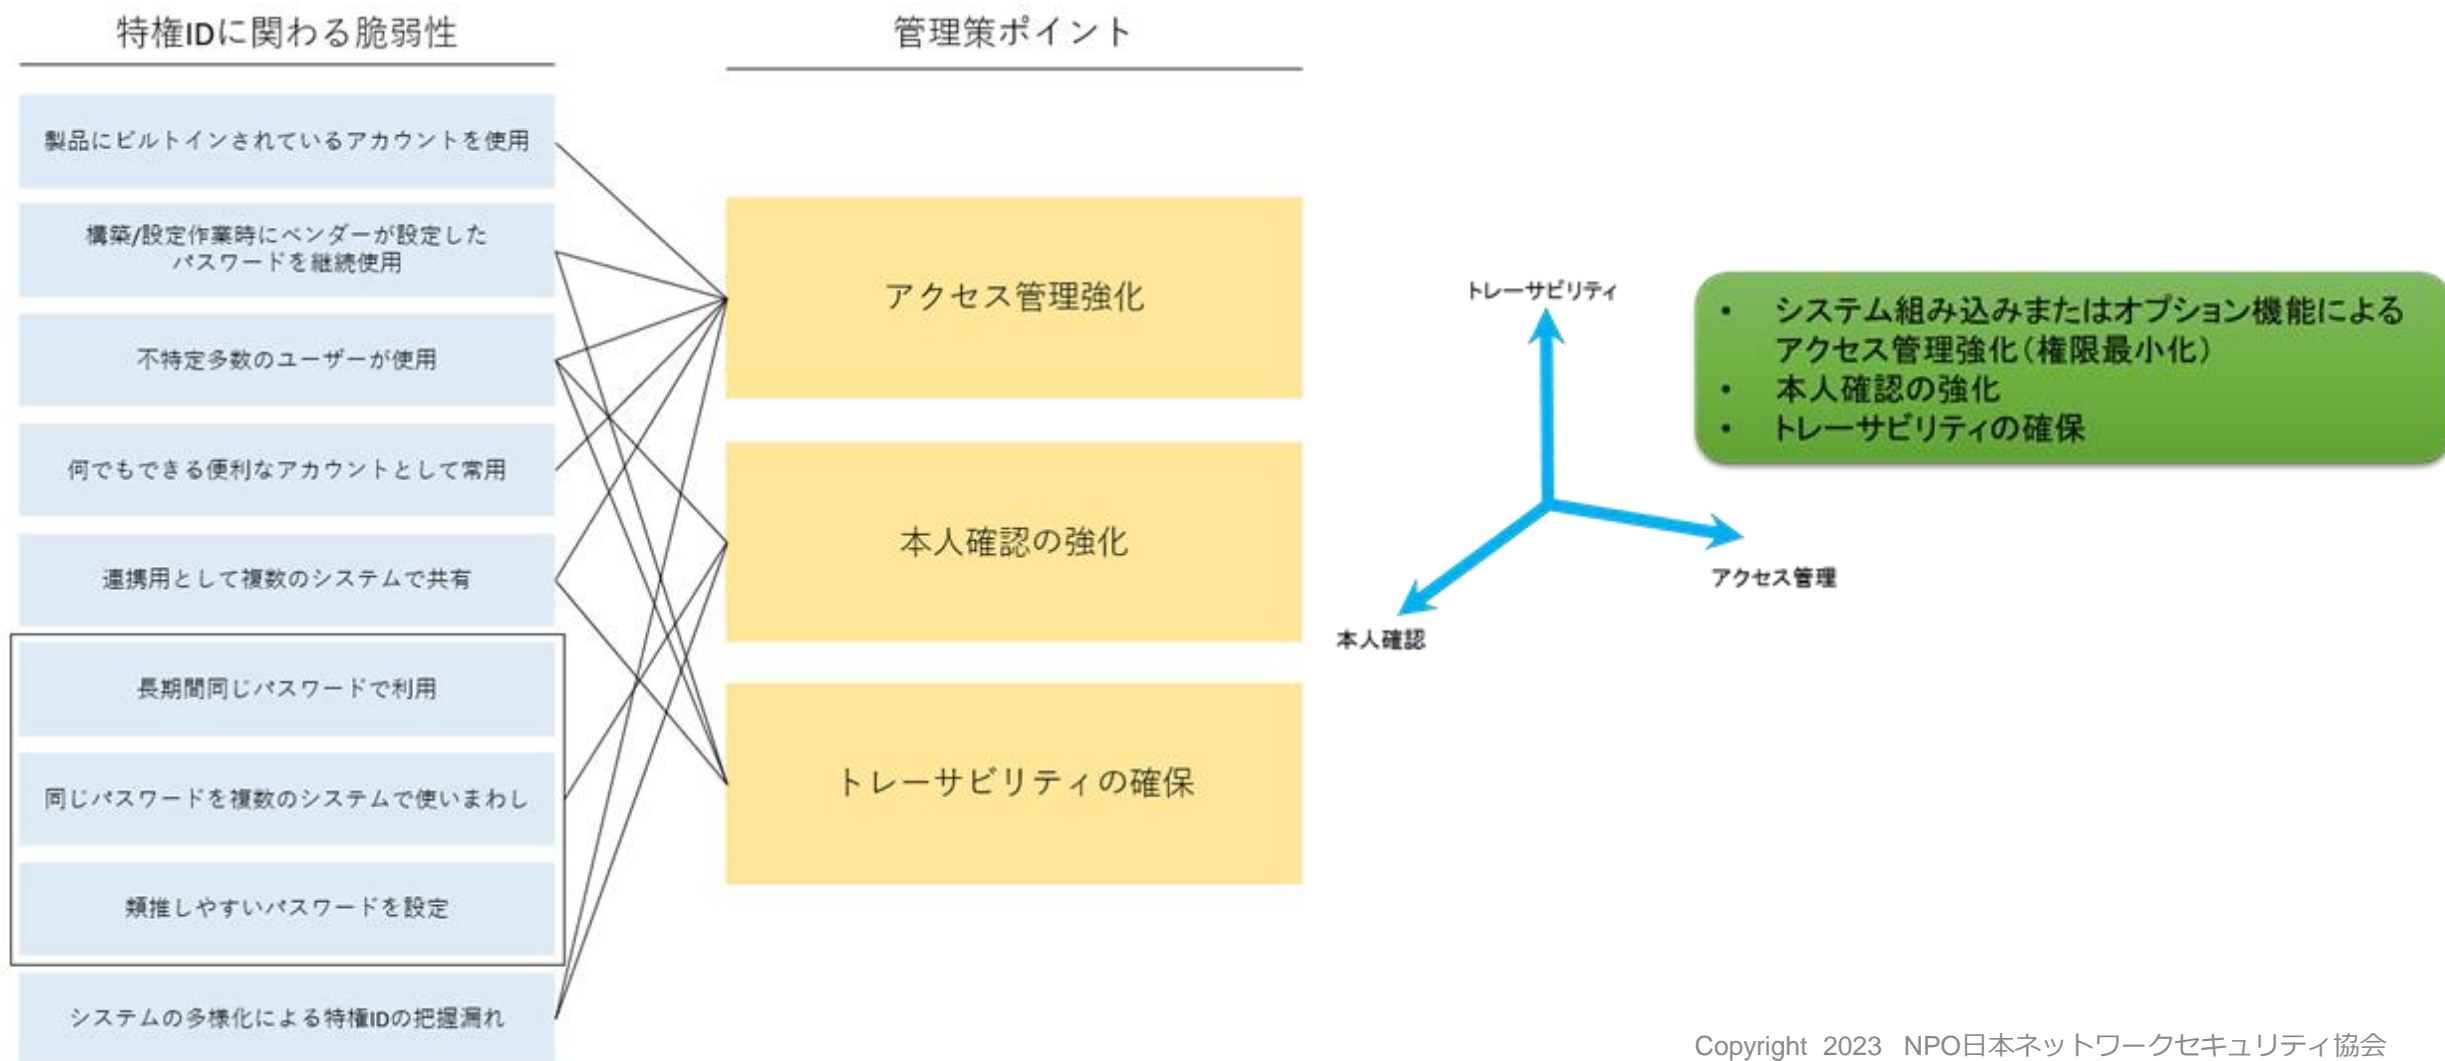 特権IDに関わる脆弱性
製品にビルトインされているアカウントを使用
構築/設定作業時にベンダーが設定した
パスワードを継続使用
不特定多数のユーザーが使用
何でもできる便利なアカウントとして常用
連携用として複数のシステムで共有
長期間同じパスワードで利用
同じパスワードを複数のシステムで使いまわし
類推しやすいパスワードを設定
システムの多様化による特権IDの把握漏れ
管理策ポイント
アクセス管理強化
本人確認の強化
トレーサビリティの確保
トレーサビリティ
アクセス管理
本人確認
• システム組み込みまたはオプション機能による
アクセス管理強化（権限最小化）
• 本人確認の強化
• トレーサビリティの確保
Copyright 2023 NPO日本ネットワークセキュリティ協会